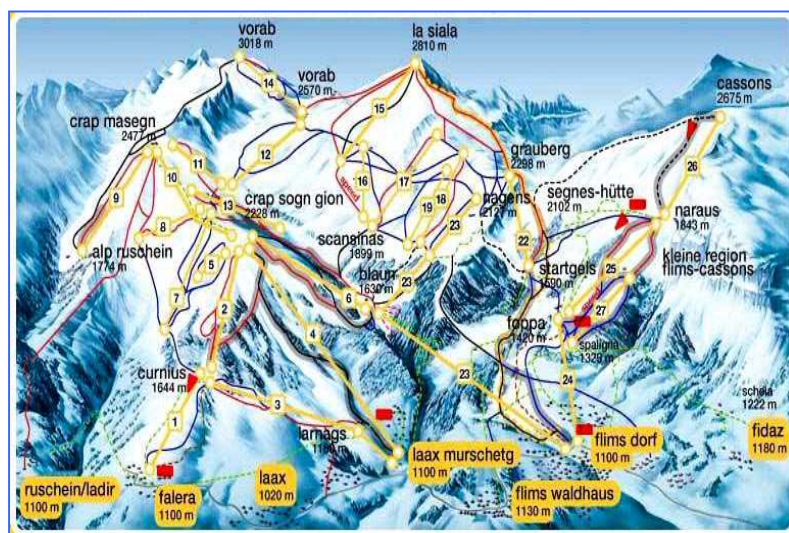 vorab
3018 m
la siala
2810 m
vorab
2570 m
cassons
2675 m
crap masegn
2477 m
grauberg
2298 m
segnes-hütte
2102 m
nagens
2127 m
crap sogn gion
2228 m
naraus
1843 m
scansinas
1899 m
alp ruschein
1774 m
blaun
1630 m
startgels
1590 m
kleine region
flims-cassons
foppa
1420 m
spaligna
1329 m
curnius
1644 m
larnags
schela
1222 m
fidaz
1180 m
flims dorf
1100 m
laax murschetg
1100 m
flims waldhaus
1130 m
laax
1020 m
falera
1100 m
ruschein/ladir
1100 m
14
15
12
11
10
9
13
8
7
5
2
16
17
18
19
23
23
22
26
25
27
6
4
3
1
23
24
speed